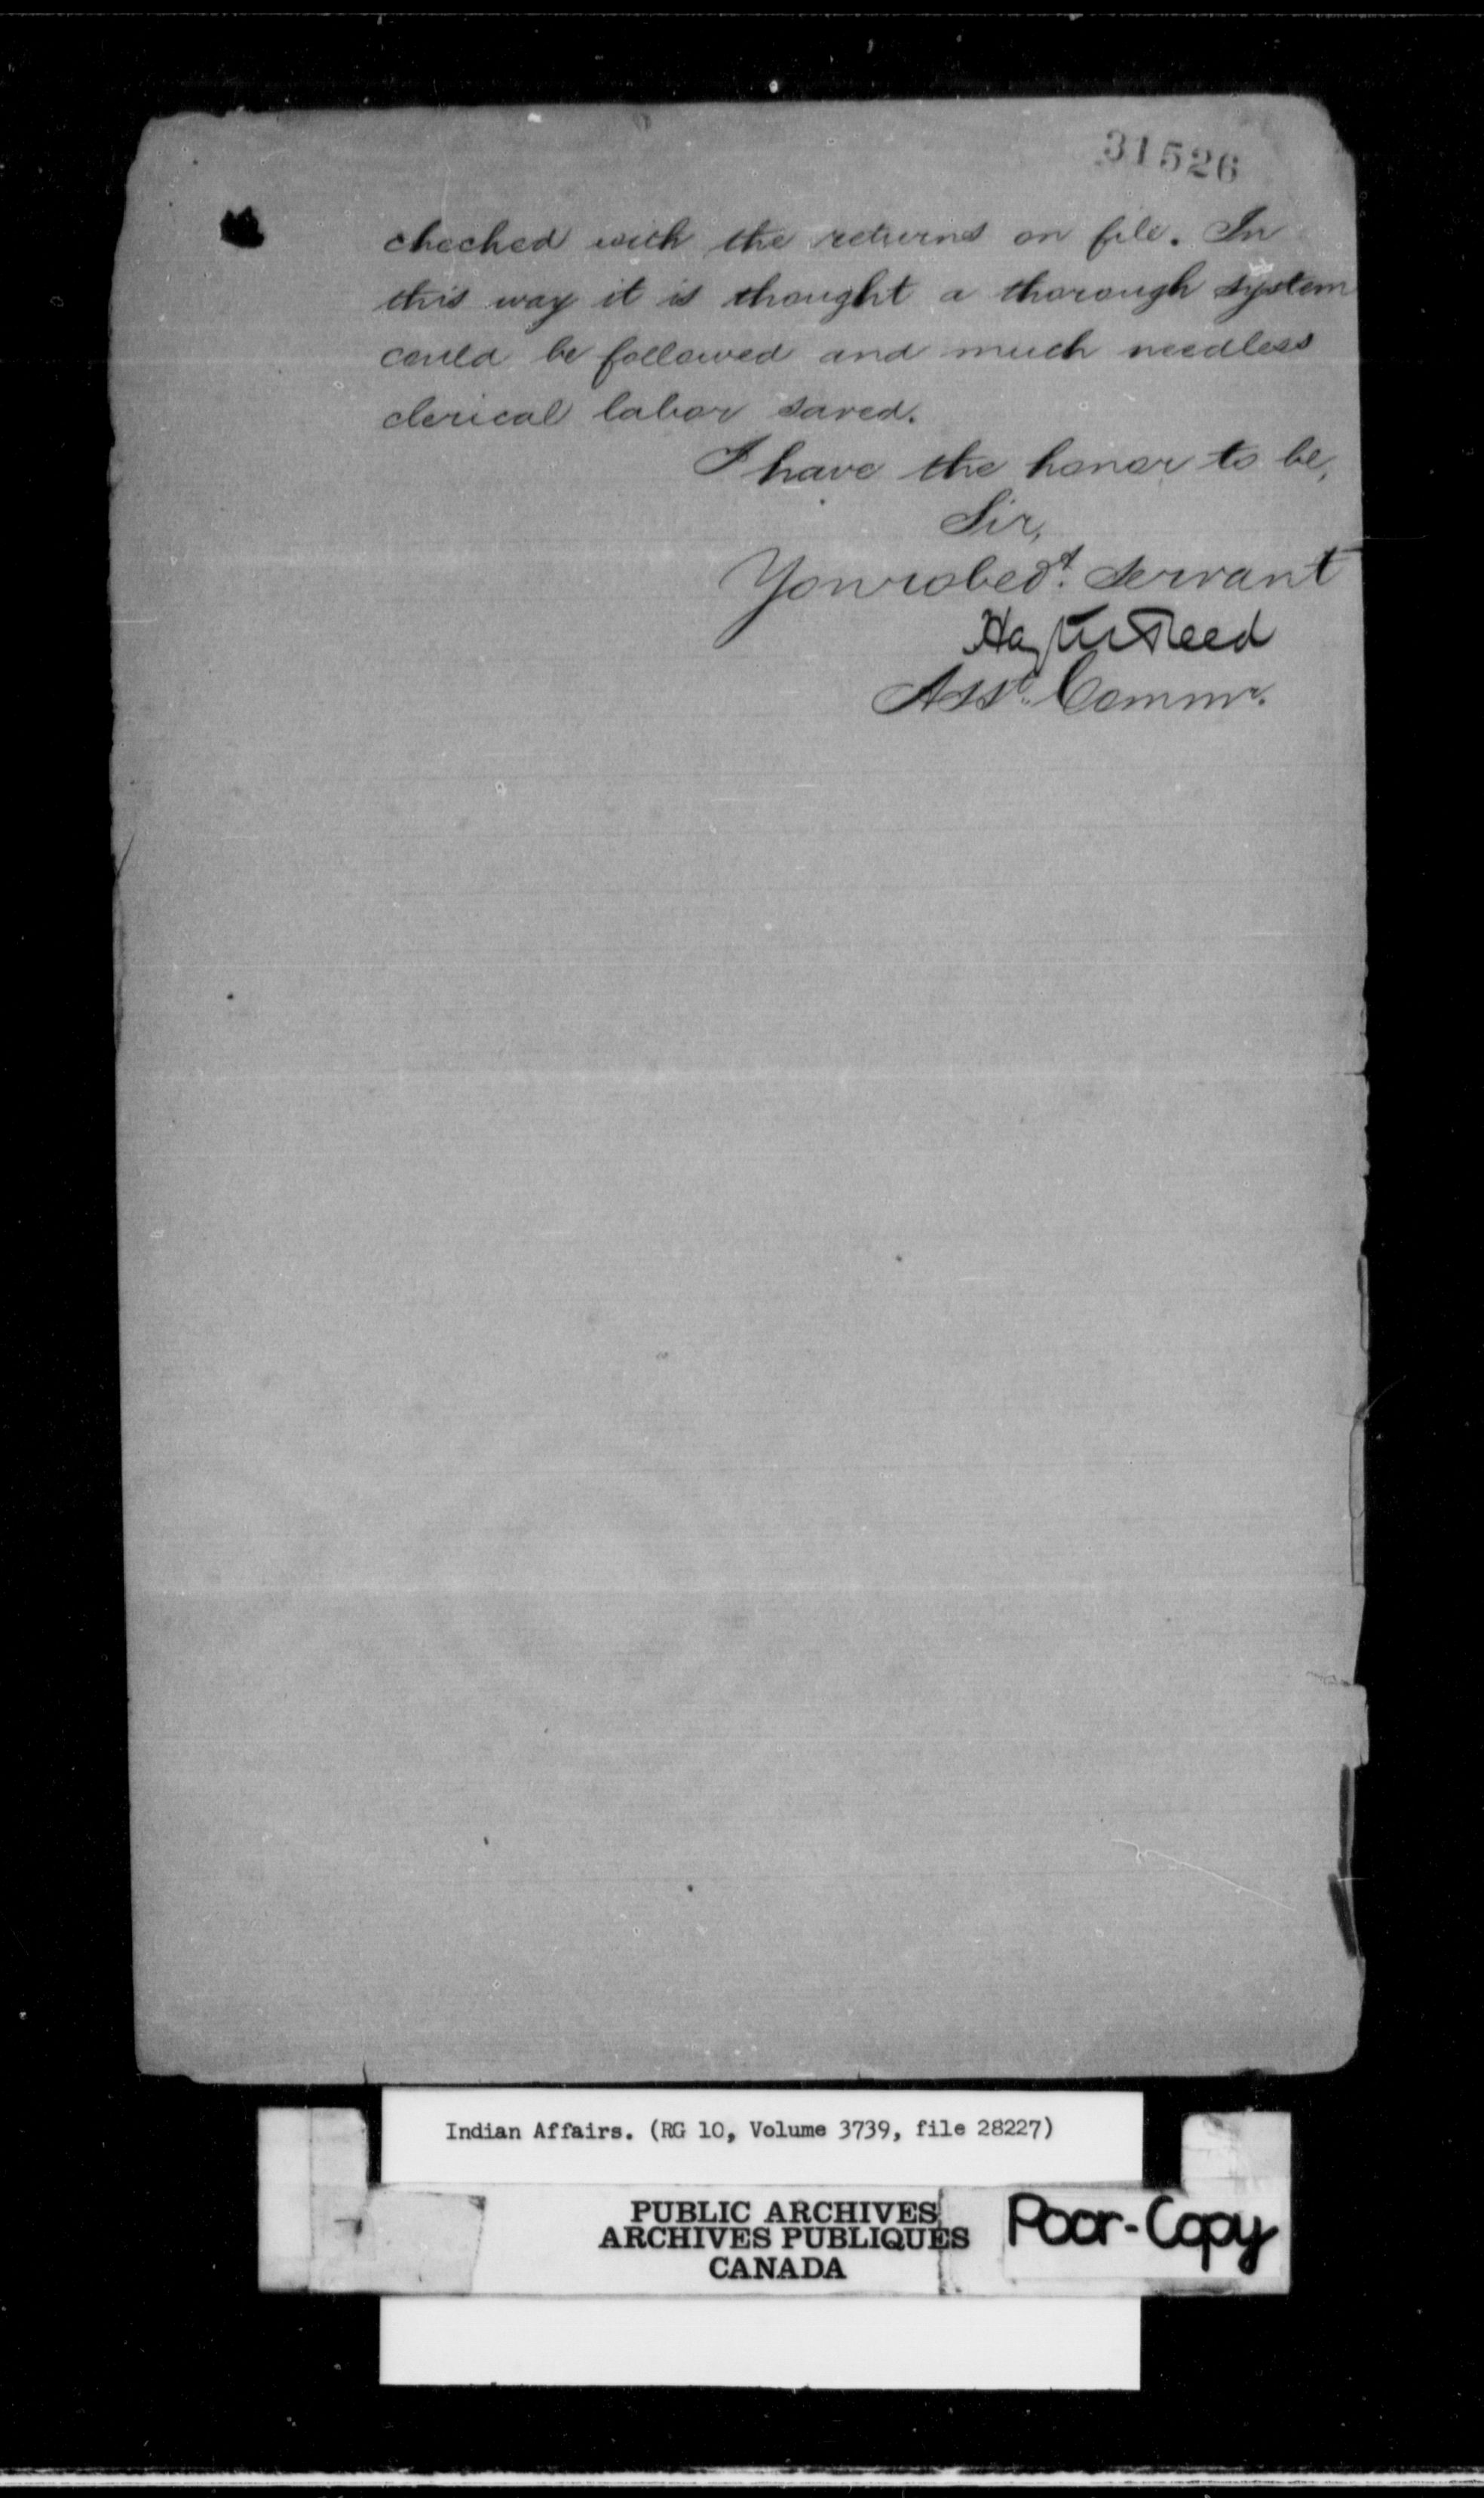 31526
checked with the returns on file. In
this way it is thought a thorough system
could be followed and much needless
clerical labor saved.
I have the honor to be,
Sir,
Your obedt. servant
Hayter Reed
Asst. Commr.
Indian Affairs. (RG 10, Volume 3739, file 28227)
PUBLIC ARCHIVES
ARCHIVES PUBLIQUES
CANADA
Poor-Copy